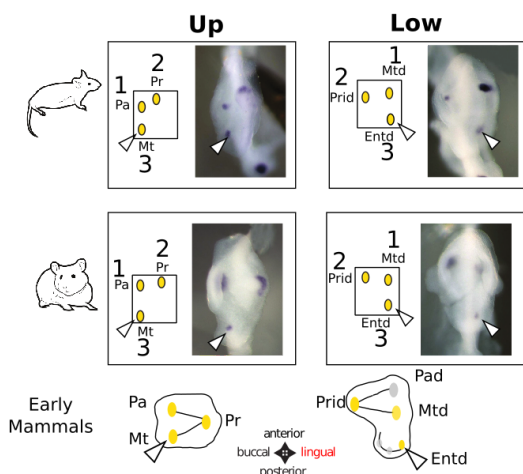 Up
Low
1
2
Pr
Pa
Mt
3
1
2
Mtd
Prid
Entd
3
1
2
Pr
Pa
Mt
3
1
2
Mtd
Prid
Entd
3
Early
Mammals
Pa
Pr
Mt
anterior
buccal
lingual
posterior
Pad
Prid
Mtd
Entd